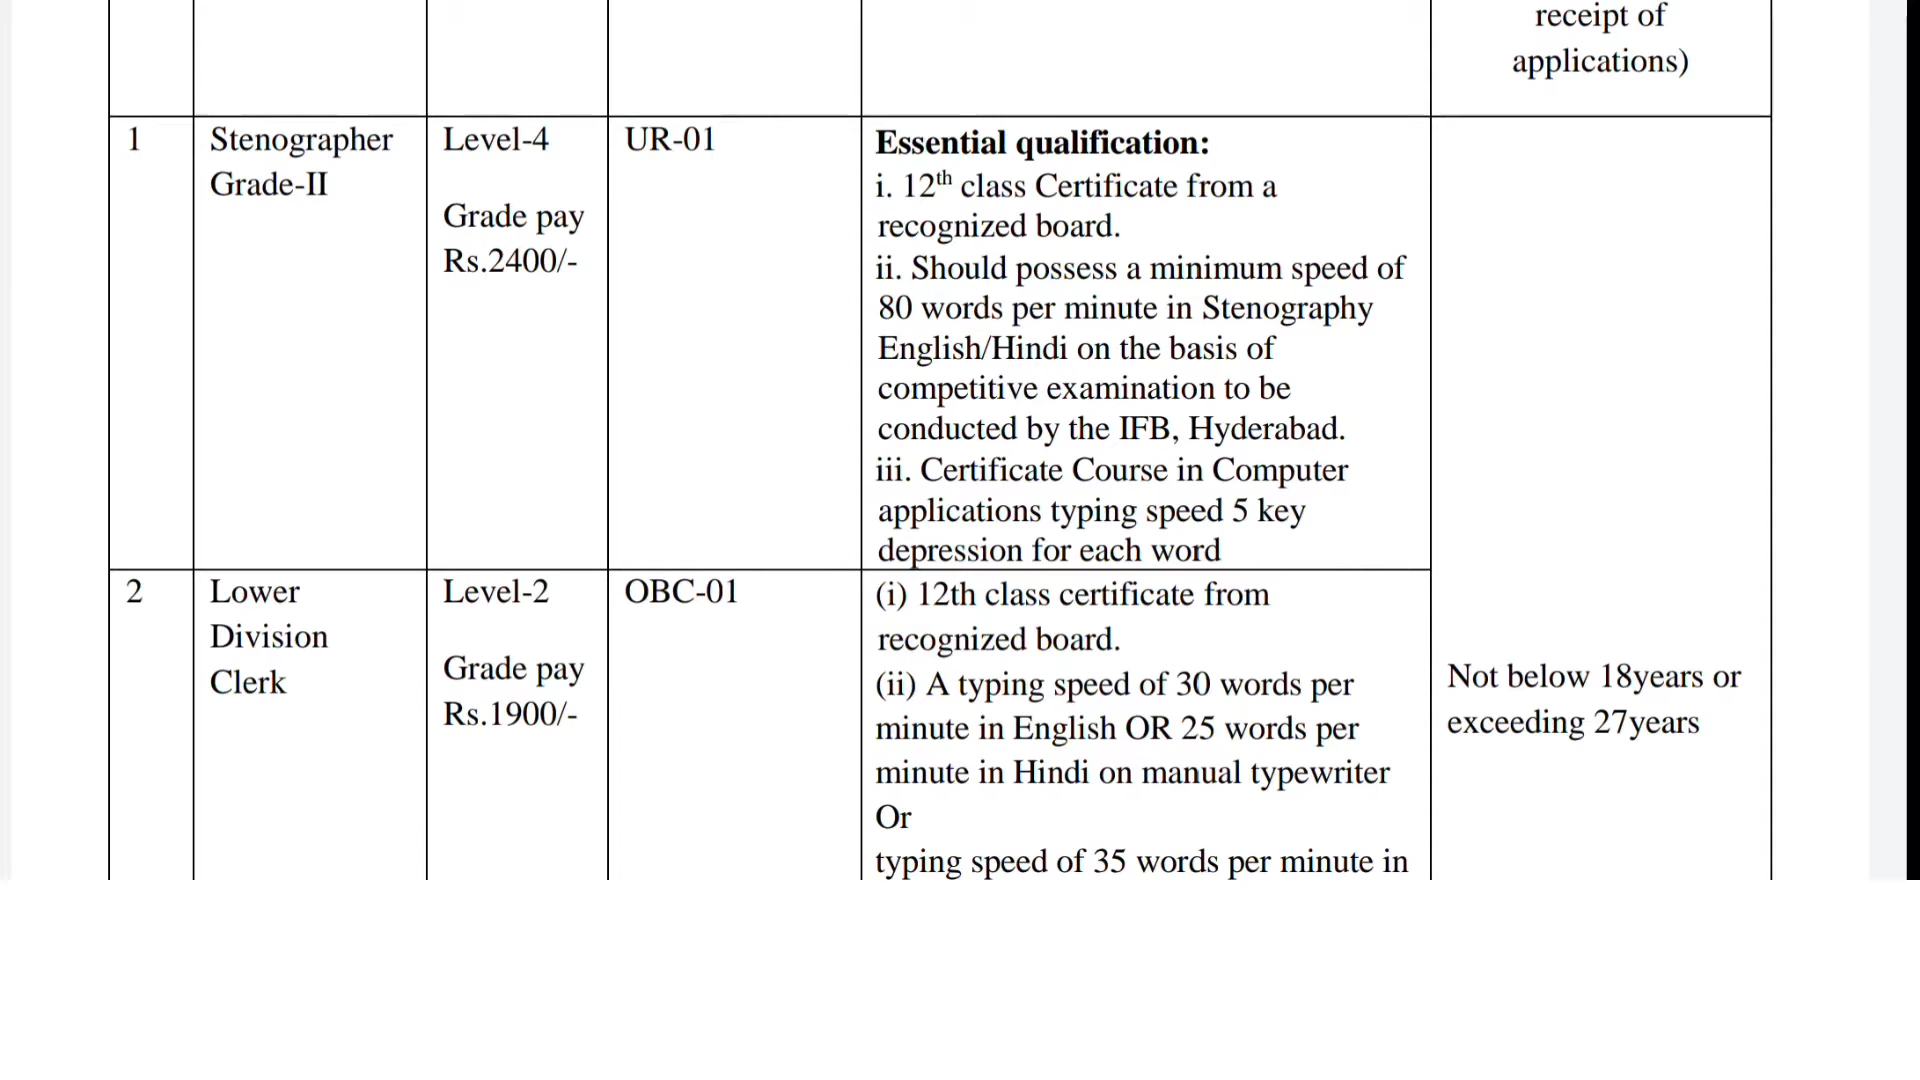 receipt of
applications)
1
Stenographer
Grade-II
Level-4
Grade pay
Rs.2400/-
UR-01
Essential qualification:
i. 12th class Certificate from a
recognized board.
ii. Should possess a minimum speed of
80 words per minute in Stenography
English/Hindi on the basis of
competitive examination to be
conducted by the IFB, Hyderabad.
iii. Certificate Course in Computer
applications typing speed 5 key
depression for each word
2
Lower
Division
Clerk
Level-2
Grade pay
Rs.1900/-
OBC-01
(i) 12th class certificate from
recognized board.
(ii) A typing speed of 30 words per
minute in English OR 25 words per
minute in Hindi on manual typewriter
Or
typing speed of 35 words per minute in
Not below 18years or
exceeding 27years